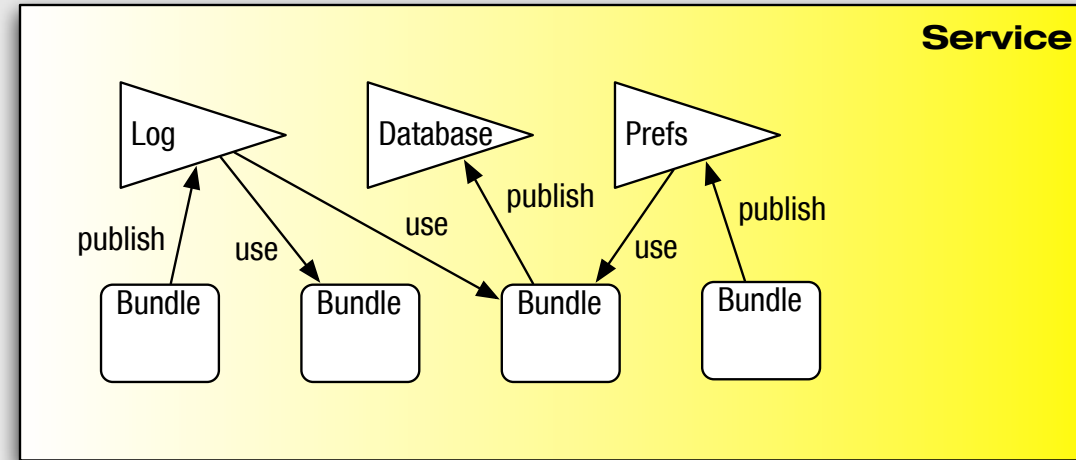 Service
Log
Database
Prefs
publish
use
use
publish
use
publish
Bundle
Bundle
Bundle
Bundle